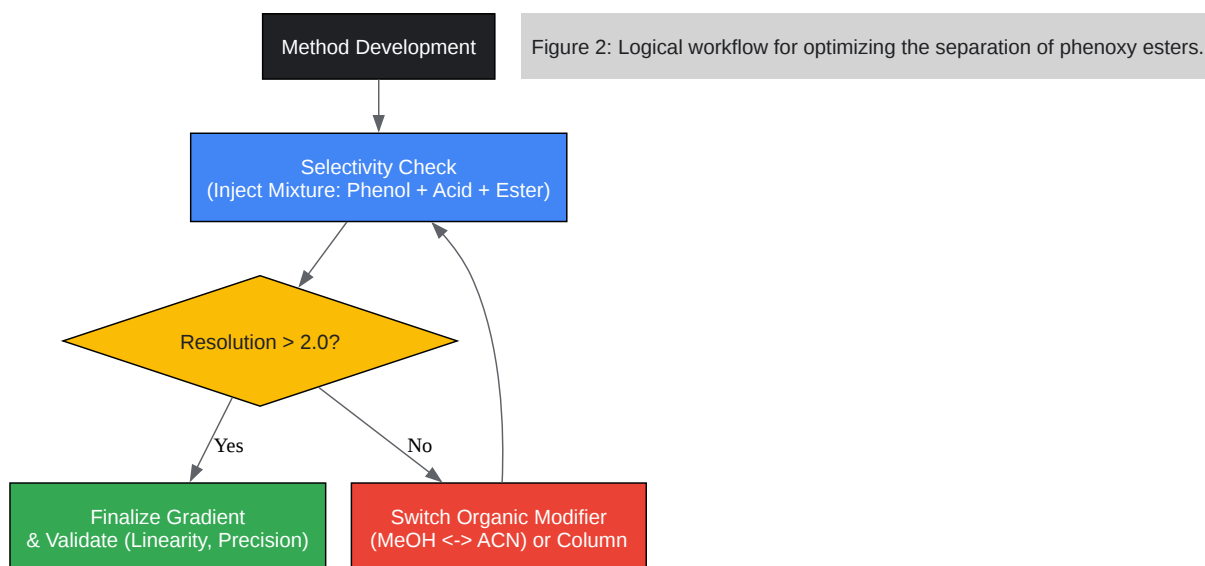 Method Development
Figure 2: Logical workflow for optimizing the separation of phenoxy esters.
Selectivity Check
(Inject Mixture: Phenol + Acid + Ester)
Resolution > 2.0?
Yes
No
Finalize Gradient
& Validate (Linearity, Precision)
Switch Organic Modifier
(MeOH <-> ACN) or Column